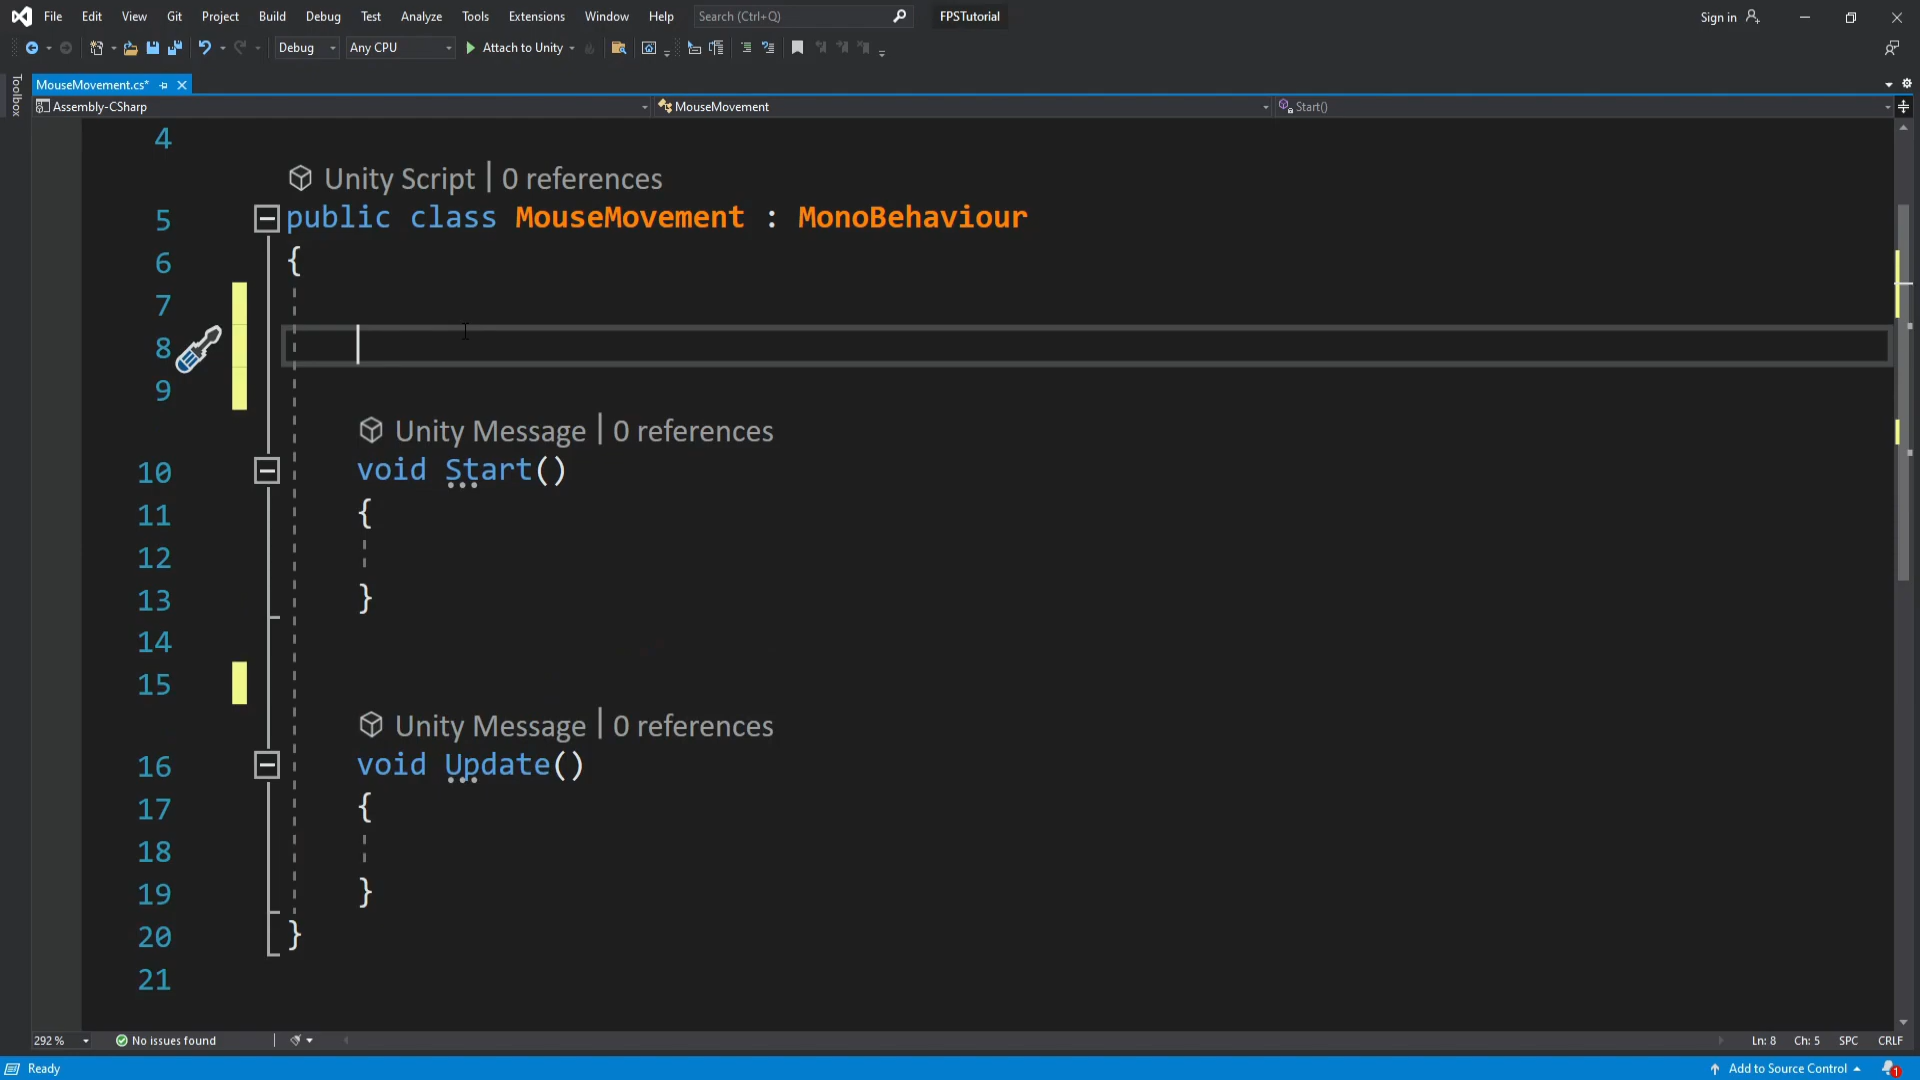 File Edit View Git Project Build Debug Test Analyze Tools Extensions Window Help Search (Ctrl+Q) FPSTutorial Sign in
Debug Any CPU Attach to Unity
Toolbox
MouseMovement.cs*
Assembly-CSharp MouseMovement Start()
4
Unity Script | 0 references
5 public class MouseMovement : MonoBehaviour
6 {
7
8
9
Unity Message | 0 references
10 void Start()
11 {
12
13 }
14
15
Unity Message | 0 references
16 void Update()
17 {
18
19 }
20 }
21
292 % No issues found Ln: 8 Ch: 5 SPC CRLF
Ready Add to Source Control 1